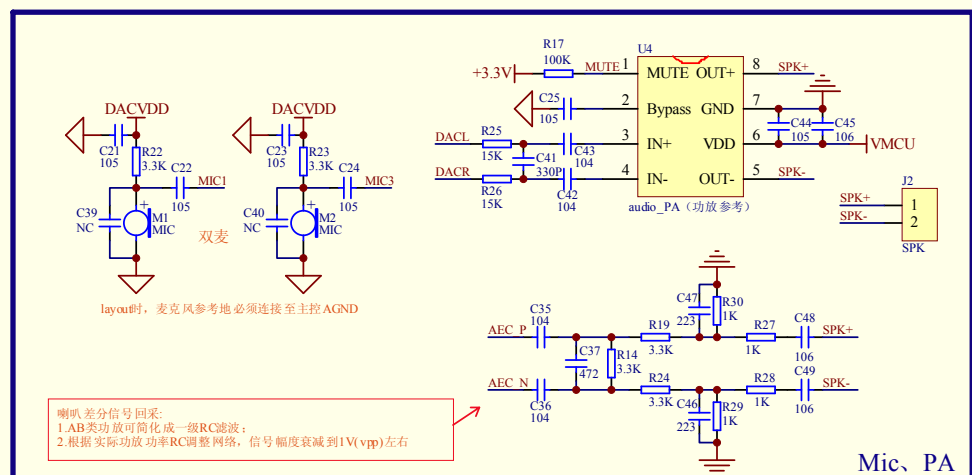 DACVDD
C21
105
R22
3.3K
C22
105
MIC1
C39
NC
M1
MIC
DACVDD
C23
105
R23
3.3K
C24
105
MIC3
C40
NC
M2
MIC
双麦
layout时，麦克风参考地必须连接至主控AGND
+3.3V
R17
100K
MUTE
C25
105
DACL
R25
15K
C41
330P
C43
104
DACR
R26
15K
C42
104
U4
1 MUTE OUT+ 8
2 Bypass GND 7
3 IN+ VDD 6
4 IN- OUT- 5
audio_PA（功放参考）
SPK+
C44
105
C45
106
VMCU
SPK-
J2
SPK+ 1
SPK- 2
SPK
AEC_P
C35
104
C37
472
R14
3.3K
R19
3.3K
C47
223
R30
1K
R27
1K
C48
106
SPK+
AEC_N
C36
104
R24
3.3K
C46
223
R29
1K
R28
1K
C49
106
SPK-
喇叭差分信号回采:
1.AB类功放可简化成一级RC滤波；
2.根据实际功放功率RC调整网络，信号幅度衰减到1V(vpp)左右
Mic、PA